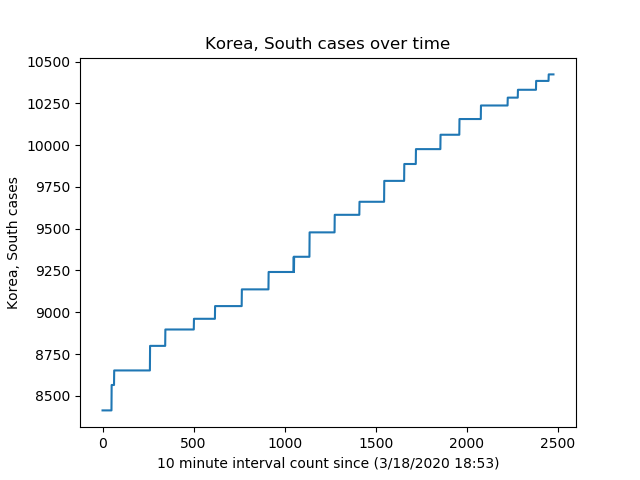 Korea, South cases over time
10500
10250
10000
9750
9500
9250
9000
8750
8500
Korea, South cases
0 500 1000 1500 2000 2500
10 minute interval count since (3/18/2020 18:53)